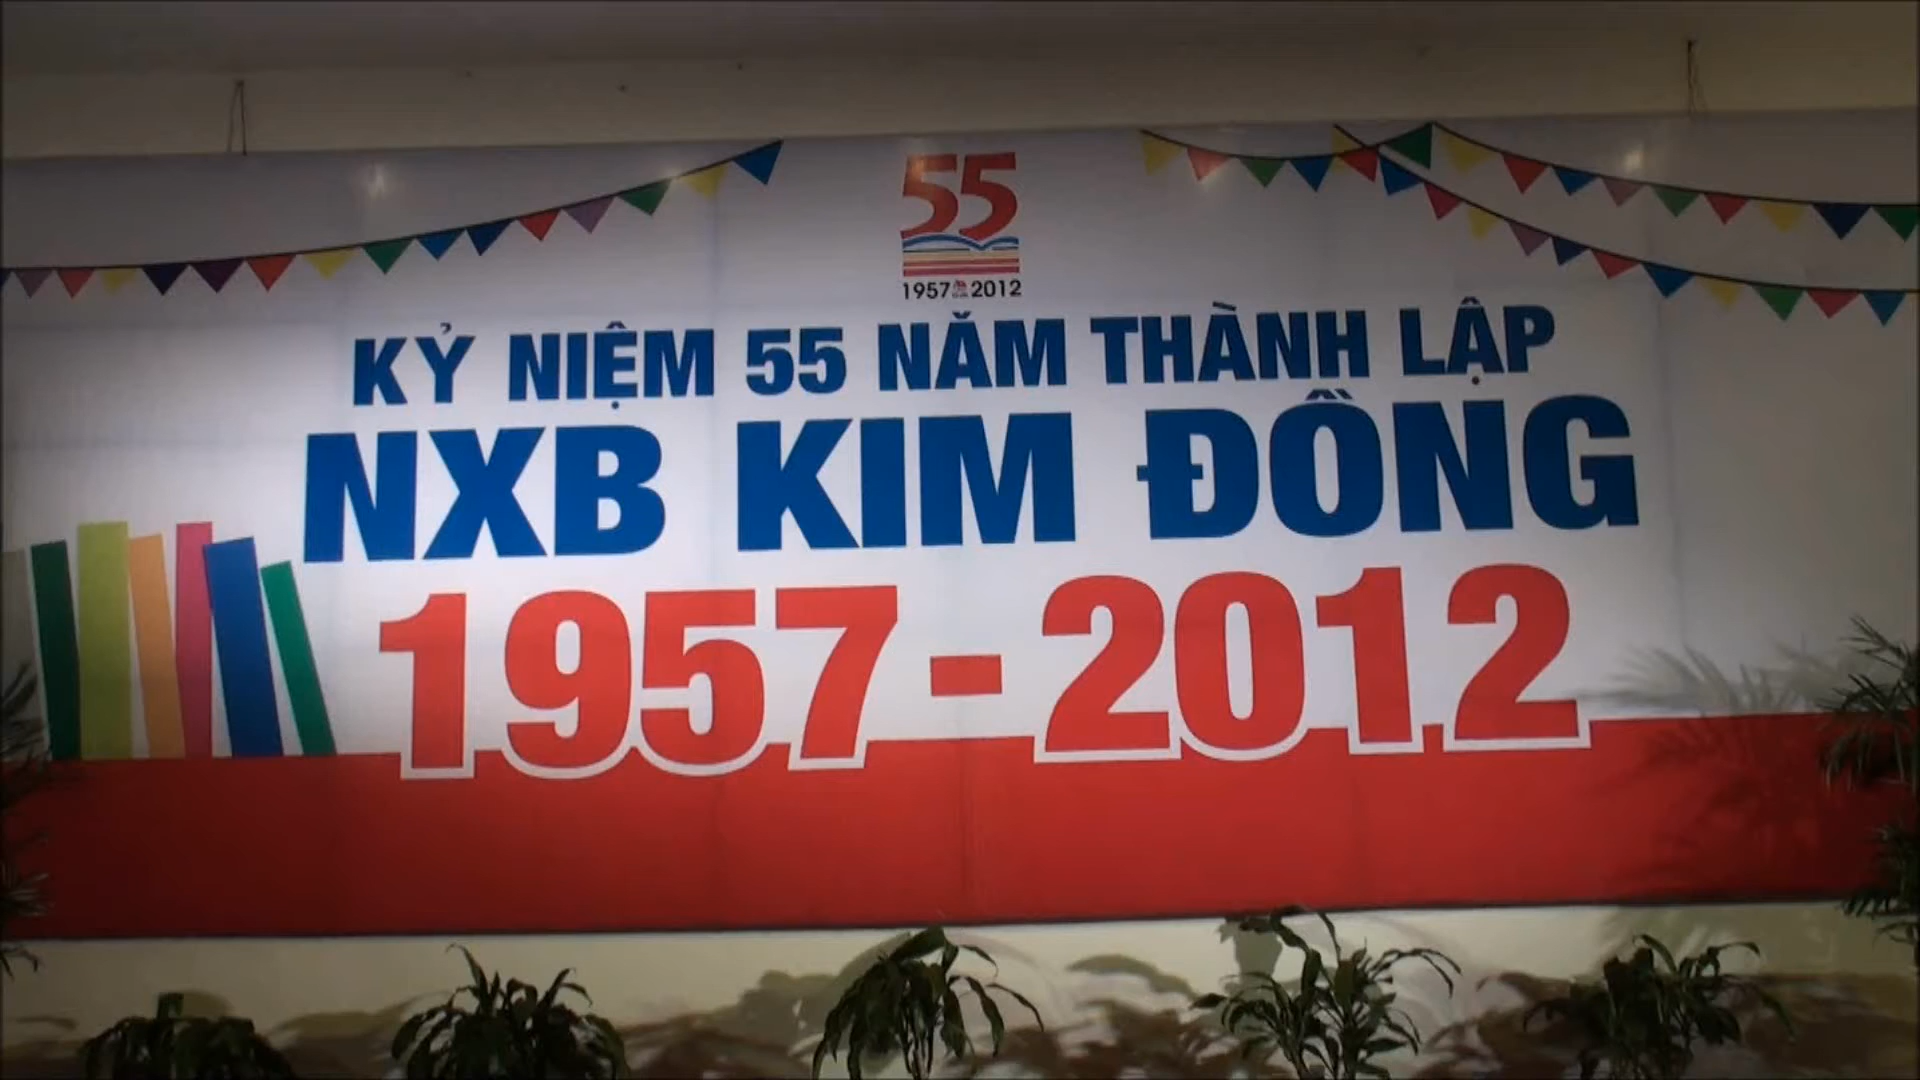 55
1957 2012
KỶ NIỆM 55 NĂM THÀNH LẬP
NXB KIM ĐỒNG
1957 - 2012